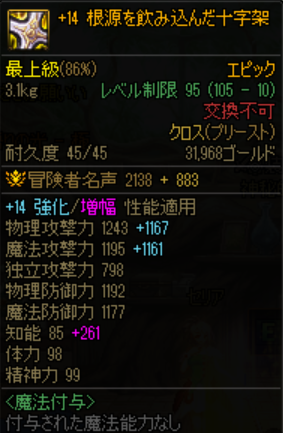 +14 根源を飲み込んだ十字架
最上級(86%) エピック
3.1kg レベル制限 95 (105 - 10)
交換不可
クロス(プリースト)
耐久度 45/45 31,968ゴールド
冒険者名声 2138 + 883
+14 強化/増幅 性能適用
物理攻撃力 1243 +1167
魔法攻撃力 1195 +1161
独立攻撃力 798
物理防御力 1192
魔法防御力 1177
知能 85 +261
体力 98
精神力 99
<魔法付与>
付与された魔法能力なし